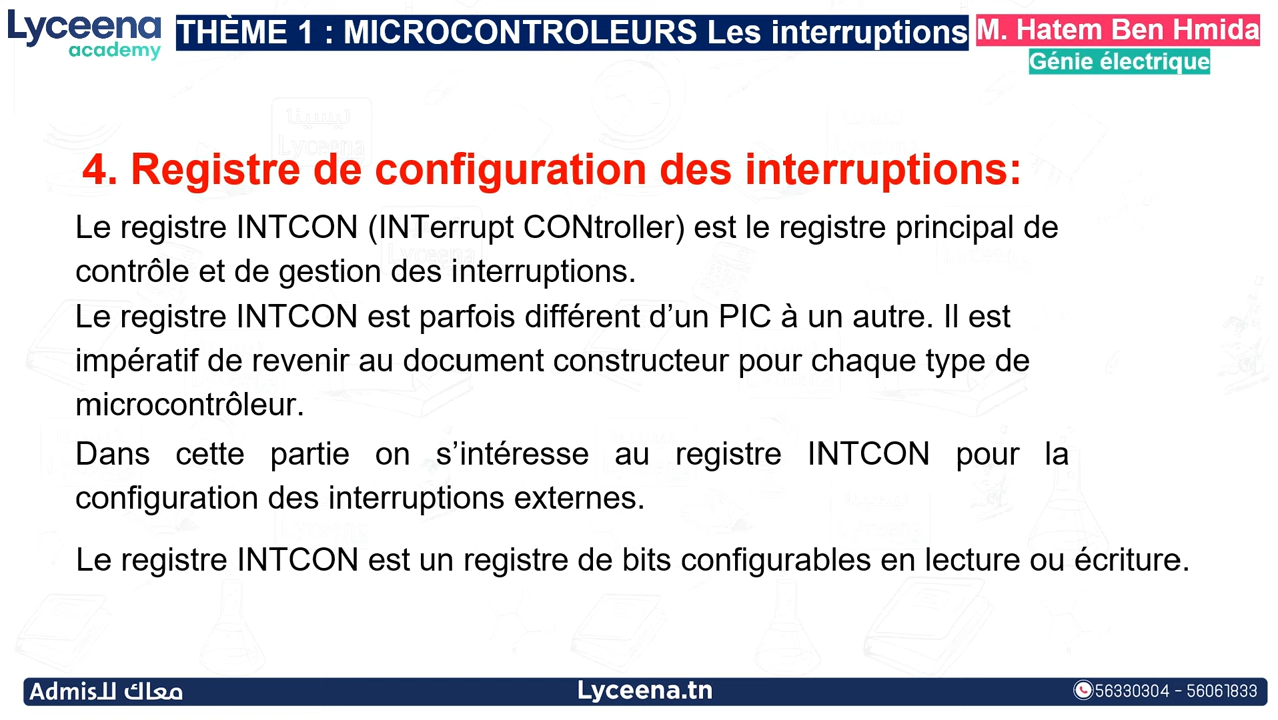 Lyceena
academy
THÈME 1 : MICROCONTROLEURS Les interruptions
M. Hatem Ben Hmida
Génie électrique
4. Registre de configuration des interruptions:
Le registre INTCON (INTerrupt CONtroller) est le registre principal de
contrôle et de gestion des interruptions.
Le registre INTCON est parfois différent d’un PIC à un autre. Il est
impératif de revenir au document constructeur pour chaque type de
microcontrôleur.
Dans cette partie on s’intéresse au registre INTCON pour la
configuration des interruptions externes.
Le registre INTCON est un registre de bits configurables en lecture ou écriture.
معاك للـAdmis
Lyceena.tn
56330304 - 56061833